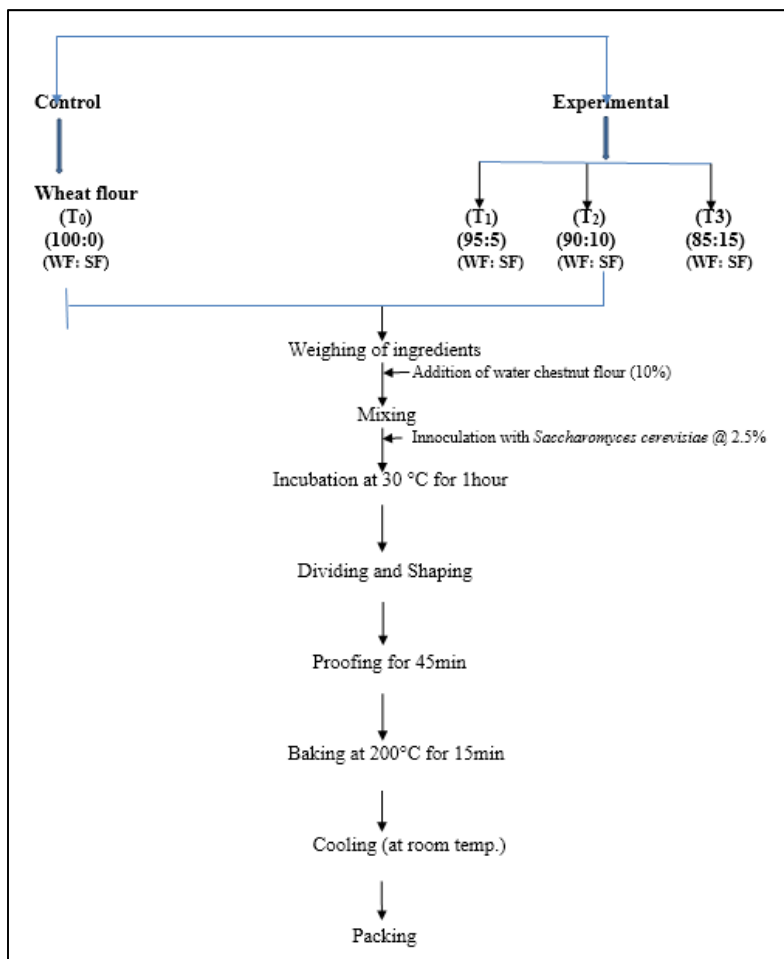 Control
Experimental
Wheat flour
(T0)
(100:0)
(WF: SF)
(T1)
(95:5)
(WF: SF)
(T2)
(90:10)
(WF: SF)
(T3)
(85:15)
(WF: SF)
Weighing of ingredients
Addition of water chestnut flour (10%)
Mixing
Innoculation with Saccharomyces cerevisiae @ 2.5%
Incubation at 30 °C for 1hour
Dividing and Shaping
Proofing for 45min
Baking at 200°C for 15min
Cooling (at room temp.)
Packing